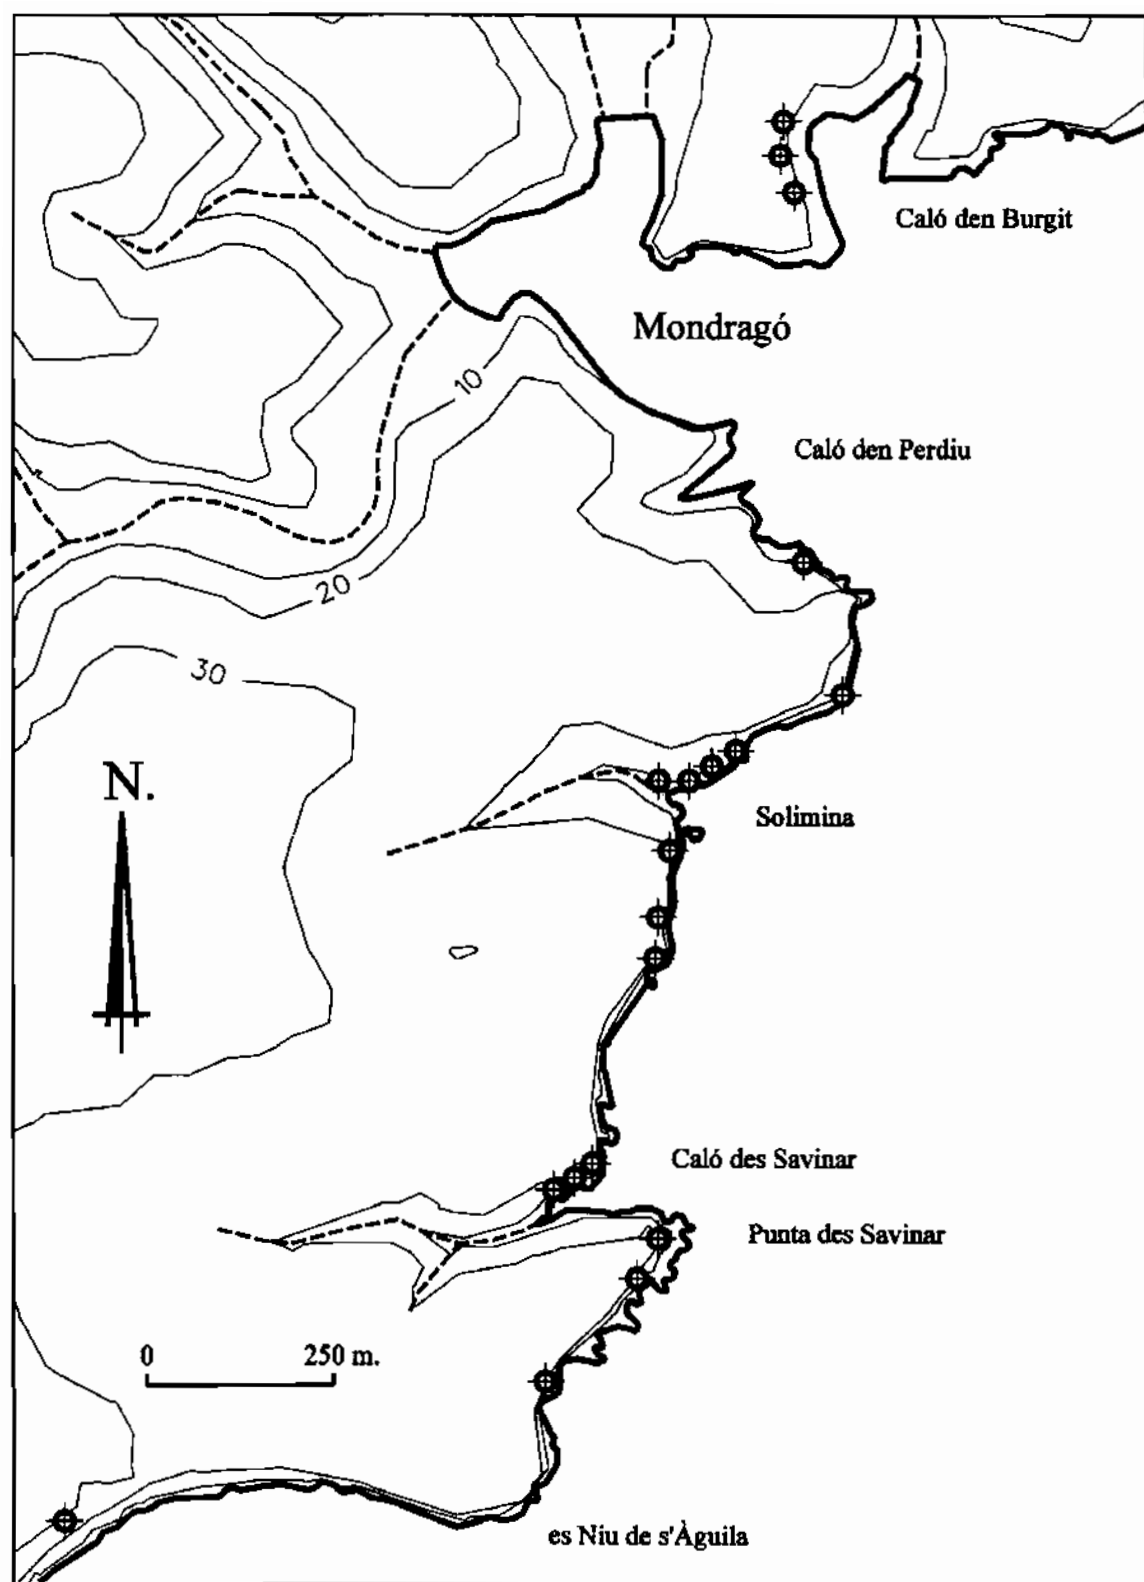 Caló den Burgit
Mondragó
10
Caló den Perdiu
20
30
N.
Solimina
Caló des Savinar
Punta des Savinar
0 250 m.
es Niu de s'Àguila